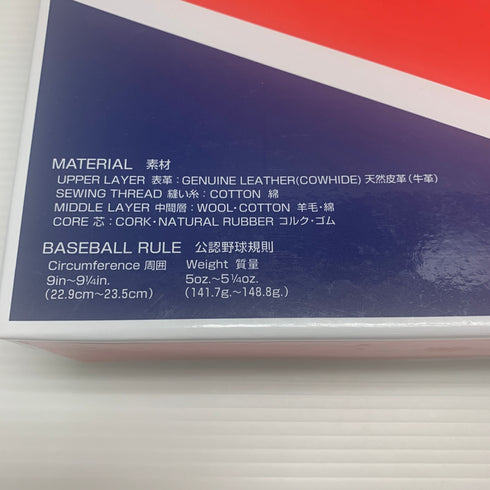 MATERIAL 素材
UPPER LAYER 表革:GENUINE LEATHER(COWHIDE) 天然皮革(牛革)
SEWING THREAD 縫い糸:COTTON 綿
MIDDLE LAYER 中間層:WOOL・COTTON 羊毛・綿
CORE 芯:CORK・NATURAL RUBBER コルク・ゴム
BASEBALL RULE 公認野球規則
Circumference 周囲 Weight 質量
9in~9¼in. 5oz.~5¼oz.
(22.9cm~23.5cm) (141.7g.~148.8g.)